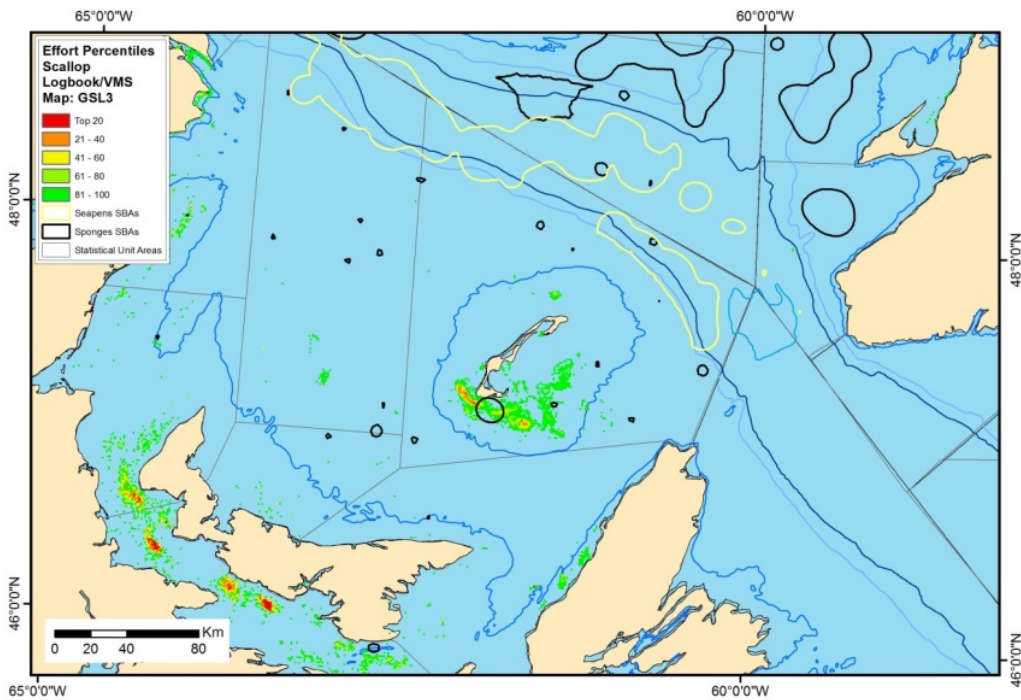 65°0'0"W
60°0'0"W
Effort Percentiles
Scallop
Logbook/VMS
Map: GSL3
Top 20
21 - 40
41 - 60
61 - 80
81 - 100
Seapens SBAs
Sponges SBAs
Statistical Unit Areas
48°0'0"N
48°0'0"N
46°0'0"N
46°0'0"N
Km
0 20 40 80
65°0'0"W
60°0'0"W